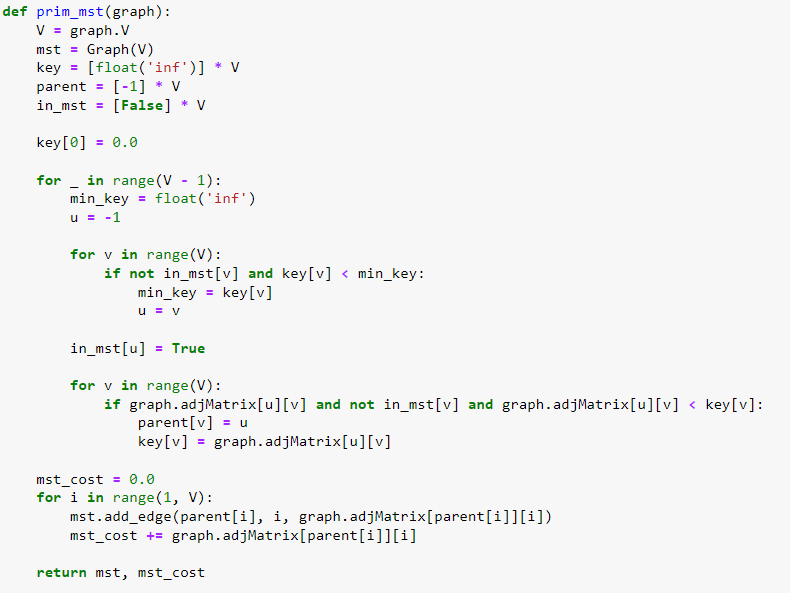 def prim_mst(graph):
    V = graph.V
    mst = Graph(V)
    key = [float('inf')] * V
    parent = [-1] * V
    in_mst = [False] * V

    key[0] = 0.0

    for _ in range(V - 1):
        min_key = float('inf')
        u = -1

        for v in range(V):
            if not in_mst[v] and key[v] < min_key:
                min_key = key[v]
                u = v

        in_mst[u] = True

        for v in range(V):
            if graph.adjMatrix[u][v] and not in_mst[v] and graph.adjMatrix[u][v] < key[v]:
                parent[v] = u
                key[v] = graph.adjMatrix[u][v]

    mst_cost = 0.0
    for i in range(1, V):
        mst.add_edge(parent[i], i, graph.adjMatrix[parent[i]][i])
        mst_cost += graph.adjMatrix[parent[i]][i]

    return mst, mst_cost